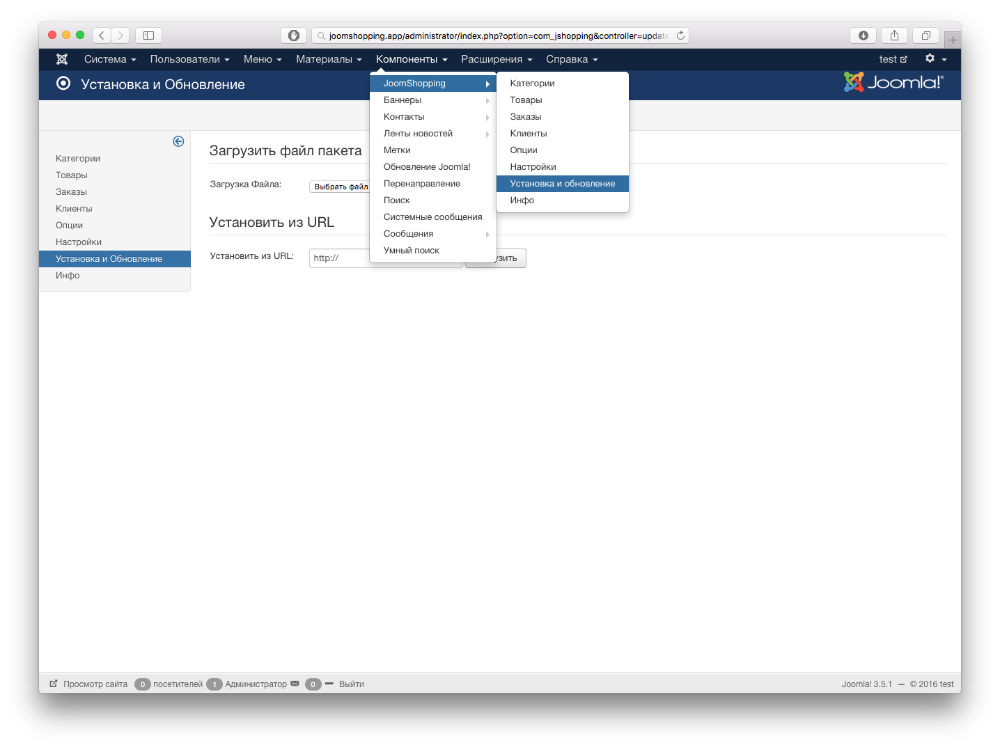 joomshopping.app/administrator/index.php?option=com_jshopping&controller=update
Система Пользователи Меню Материалы Компоненты Расширения Справка test
Установка и Обновление
Joomla!®
JoomShopping
Баннеры
Контакты
Ленты новостей
Метки
Обновление Joomla!
Перенаправление
Поиск
Системные сообщения
Сообщения
Умный поиск
Категории
Товары
Заказы
Клиенты
Опции
Настройки
Установка и обновление
Инфо
Категории
Товары
Заказы
Клиенты
Опции
Настройки
Установка и Обновление
Инфо
Загрузить файл пакета
Загрузка Файла: Выбрать файл
Установить из URL
Установить из URL: http://
Просмотр сайта 0 посетителей 1 Администратор 0 Выйти
Joomla! 3.5.1 — © 2016 test